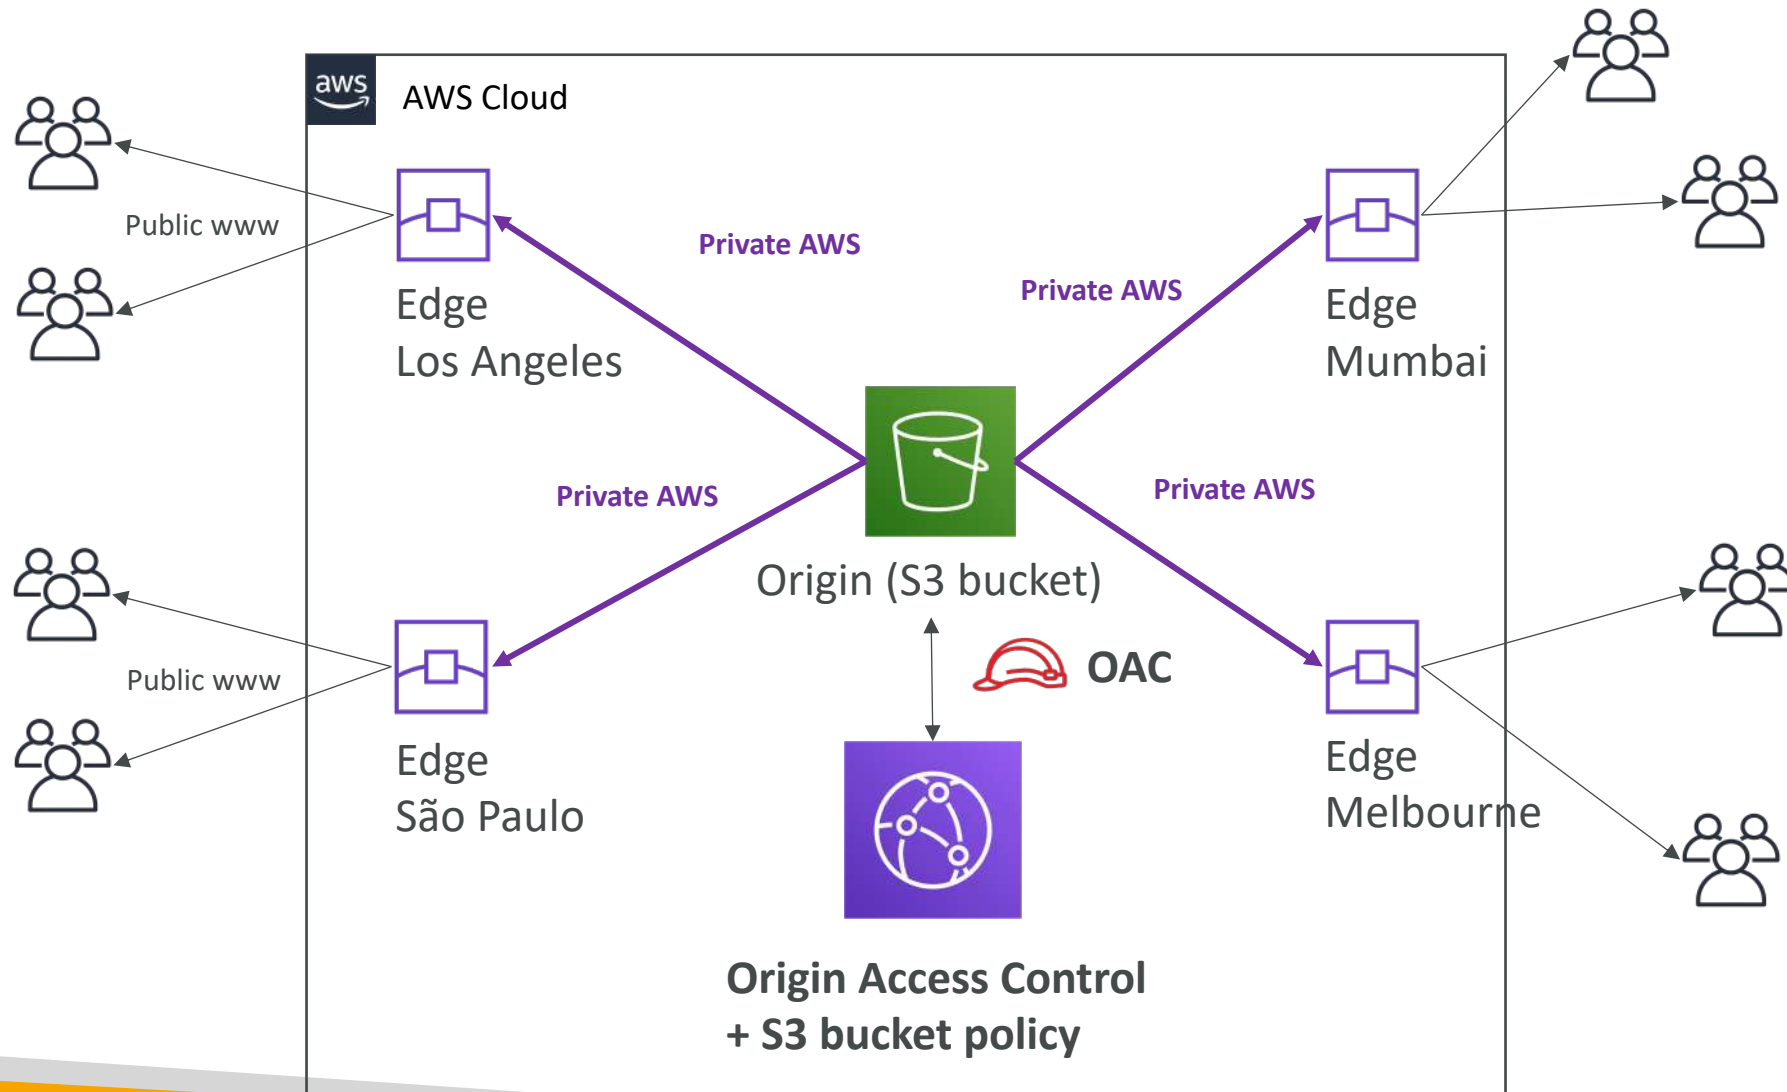 aws
AWS Cloud
Public www
Private AWS
Private AWS
Edge
Los Angeles
Edge
Mumbai
Private AWS
Private AWS
Origin (S3 bucket)
OAC
Public www
Edge
São Paulo
Edge
Melbourne
Origin Access Control
+ S3 bucket policy